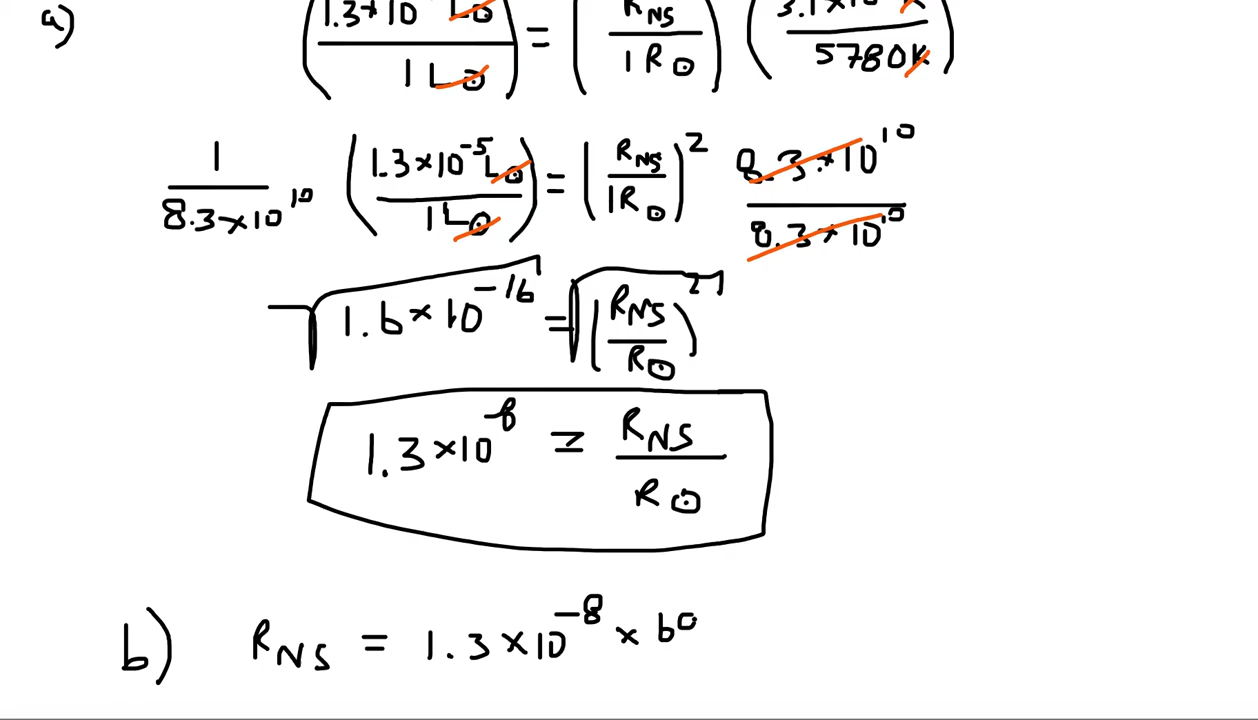 a) (1.3×10 L⊙ / 1 L⊙) = (R_NS / 1R⊙) (3.1×10 K / 5780K)
1 / 8.3×10^10 (1.3×10^-5 L⊙ / 1 L⊙) = (R_NS / 1R⊙)^2 8.3×10^10 / 8.3×10^10
√1.6×10^-16 = √(R_NS / R⊙)^2
1.3×10^-8 = R_NS / R⊙
b) R_NS = 1.3×10^-8 × 60